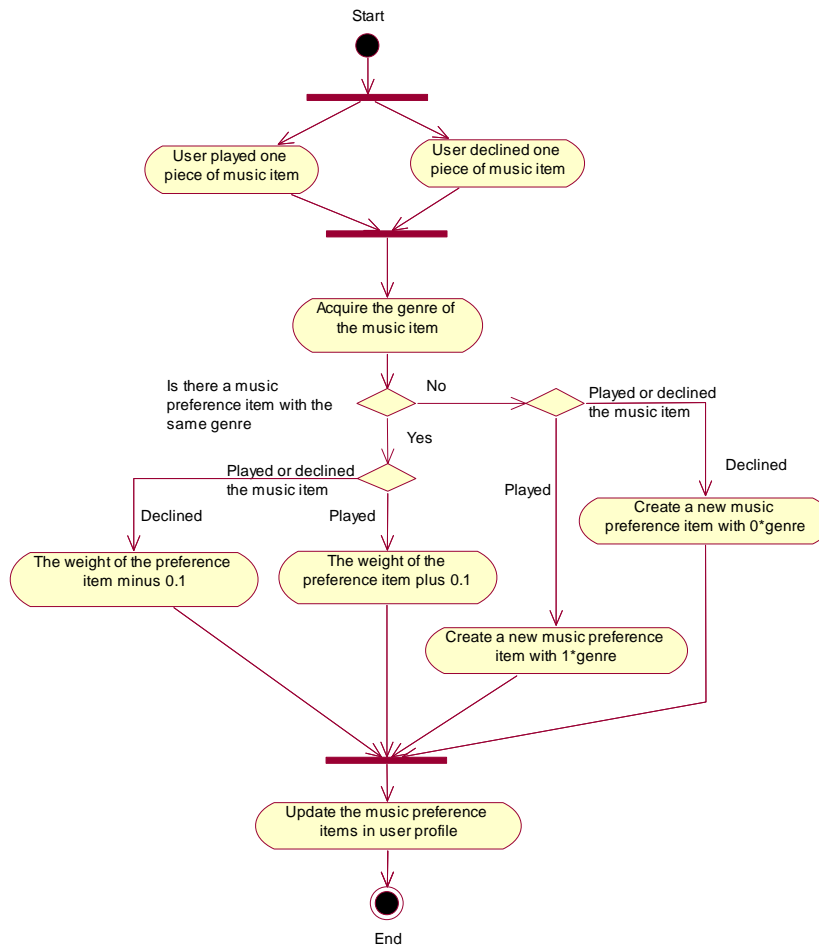 Start
User played one
piece of music item
User declined one
piece of music item
Acquire the genre of
the music item
Is there a music
preference item with the
same genre
No
Played or declined
the music item
Yes
Played or declined
the music item
Declined
Played
Played
Declined
Create a new music
preference item with 0*genre
The weight of the preference
item minus 0.1
The weight of the
preference item plus 0.1
Create a new music preference
item with 1*genre
Update the music preference
items in user profile
End